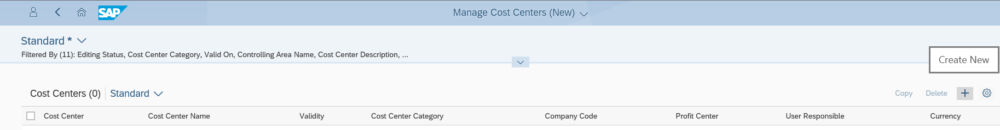 SAP Manage Cost Centers (New)
Standard *
Filtered By (11): Editing Status, Cost Center Category, Valid On, Controlling Area Name, Cost Center Description, ...
Create New
Cost Centers (0) Standard Copy Delete
Cost Center Cost Center Name Validity Cost Center Category Company Code Profit Center User Responsible Currency